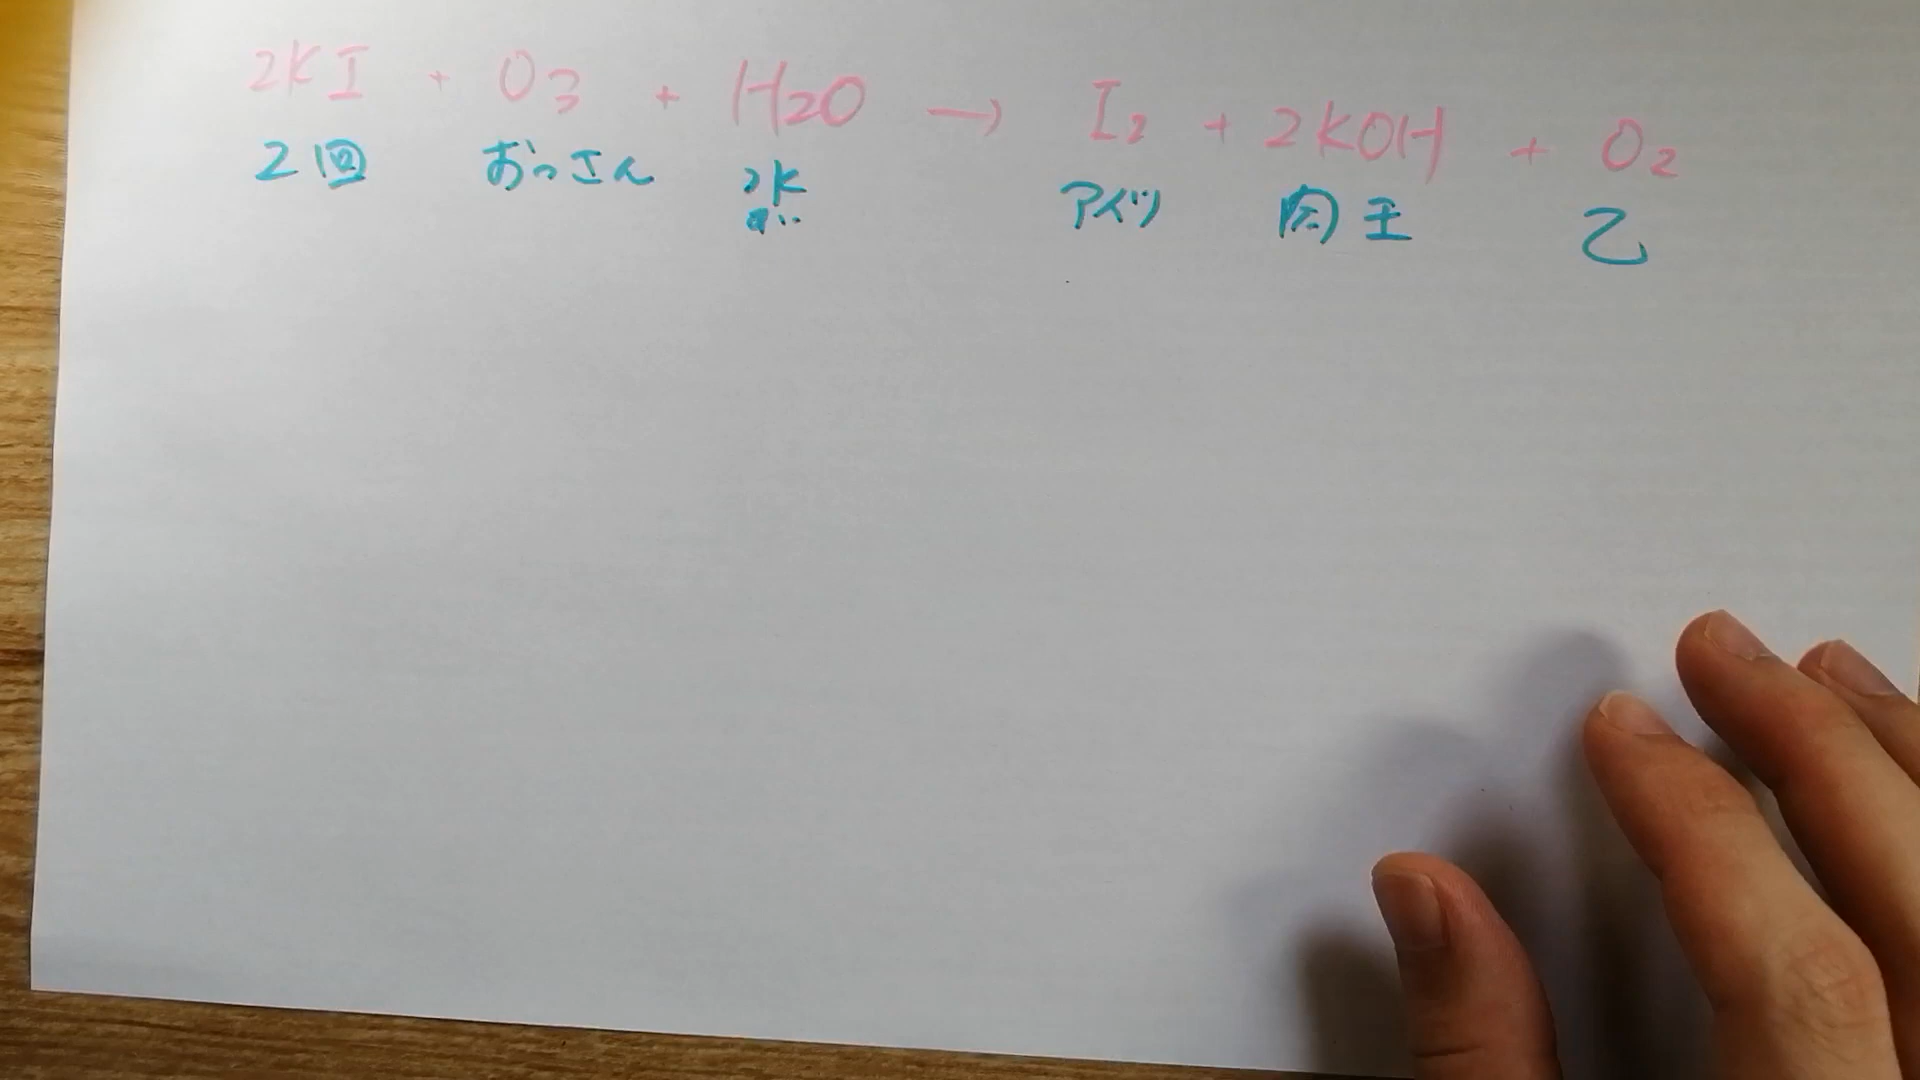 2KI + O3 + H2O → I2 + 2KOH + O2
2回 おっさん 水 アイツ 肉王 乙